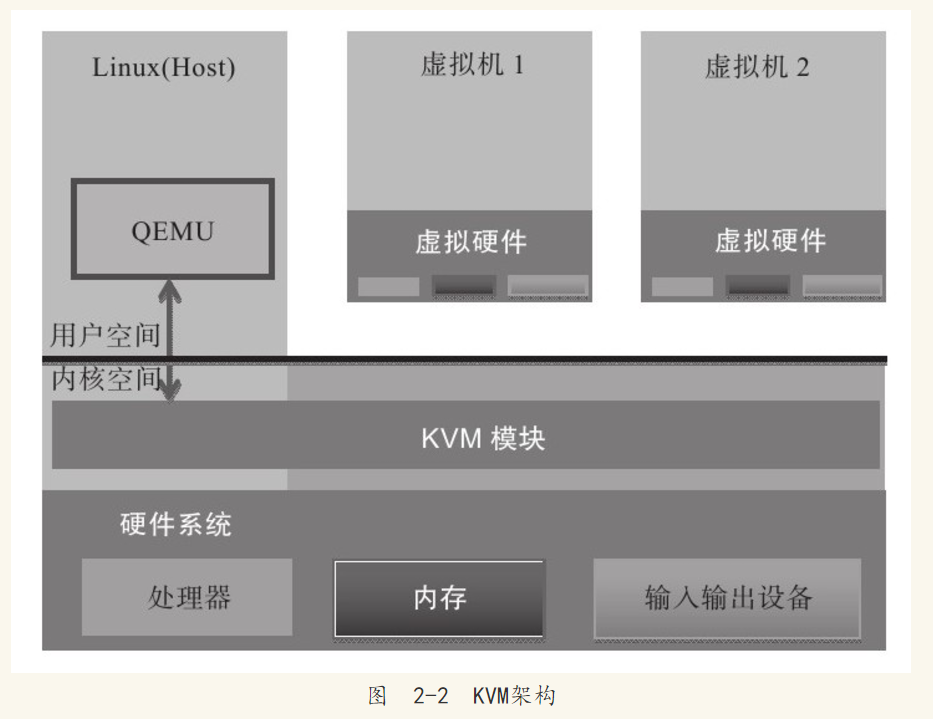 Linux(Host)
虚拟机 1
虚拟机 2
QEMU
虚拟硬件
虚拟硬件
用户空间
内核空间
KVM 模块
硬件系统
处理器
内存
输入输出设备
图 2-2 KVM架构